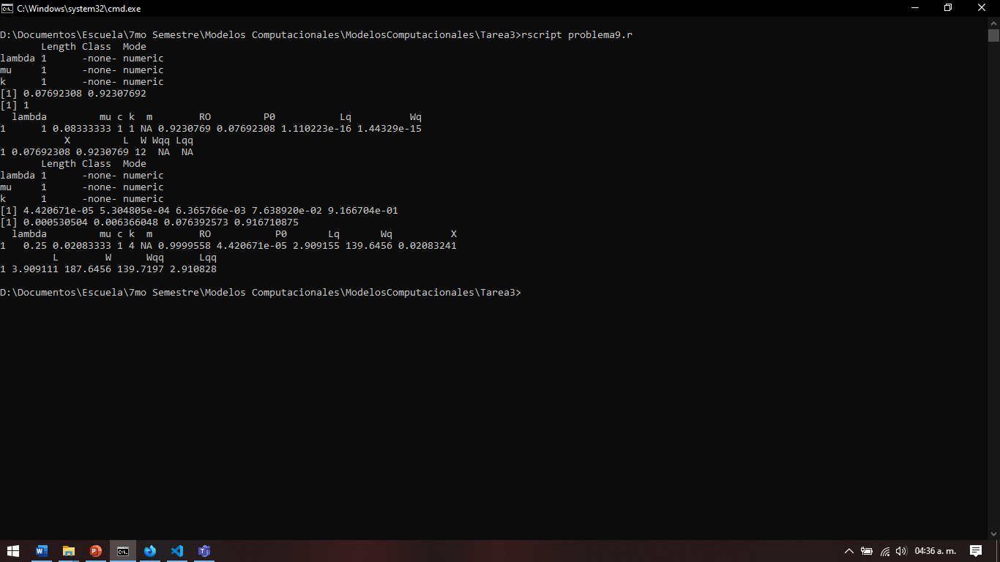 C:\Windows\system32\cmd.exe
D:\Documentos\Escuela\7mo Semestre\Modelos Computacionales\ModelosComputacionales\Tarea3>rscript problema9.r
       Length Class  Mode
lambda 1      -none- numeric
mu     1      -none- numeric
k      1      -none- numeric
[1] 0.07692308 0.92307692
[1] 1
  lambda         mu c k  m        RO         P0           Lq          Wq
1      1 0.08333333 1 1 NA 0.9230769 0.07692308 1.110223e-16 1.44329e-15
           X         L  W Wqq Lqq
1 0.07692308 0.9230769 12  NA  NA
       Length Class  Mode
lambda 1      -none- numeric
mu     1      -none- numeric
k      1      -none- numeric
[1] 4.420671e-05 5.304805e-04 6.365766e-03 7.638920e-02 9.166704e-01
[1] 0.000530504 0.006366048 0.076392573 0.916710875
  lambda         mu c k  m        RO           P0       Lq       Wq          X
1   0.25 0.02083333 1 4 NA 0.9999558 4.420671e-05 2.909155 139.6456 0.02083241
         L        W      Wqq      Lqq
1 3.909111 187.6456 139.7197 2.910828
D:\Documentos\Escuela\7mo Semestre\Modelos Computacionales\ModelosComputacionales\Tarea3>
04:36 a. m.